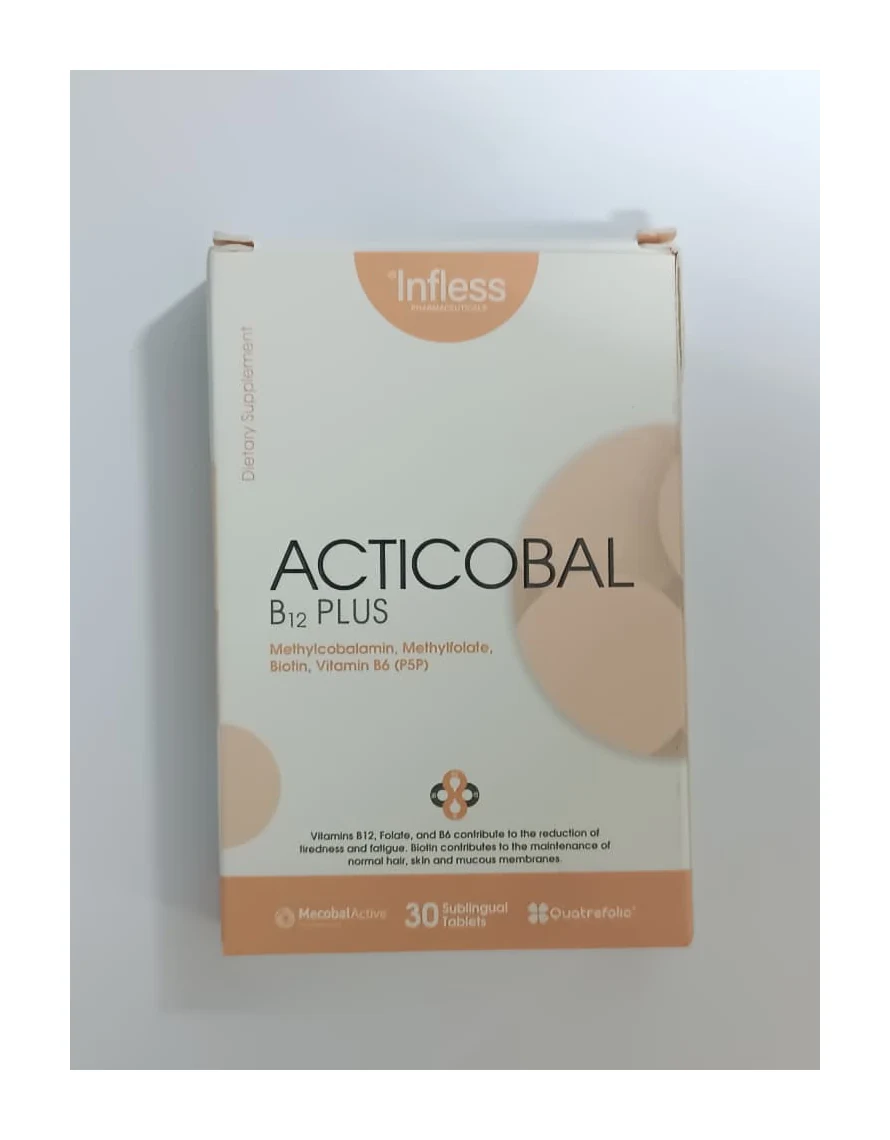 Infless
PHARMACEUTICALS
Dietary Supplement
ACTICOBAL
B12 PLUS
Methylcobalamin, Methylfolate,
Biotin, Vitamin B6 (P5P)
Vitamins B12, Folate, and B6 contribute to the reduction of
tiredness and fatigue. Biotin contributes to the maintenance of
normal hair, skin and mucous membranes.
MecobalActive
30 Sublingual
Tablets
Quatrefolic